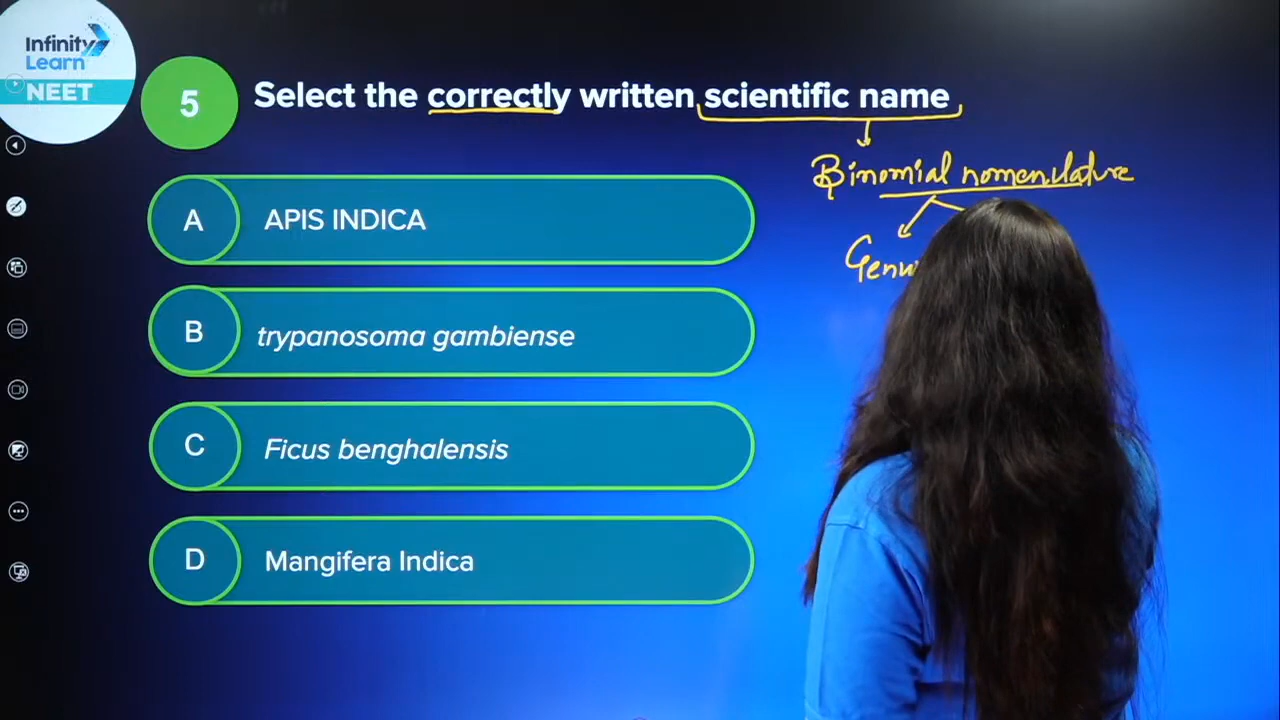 Infinity
Learn
NEET
5
Select the correctly written scientific name
Binomial nomenclature
A
APIS INDICA
B
trypanosoma gambiense
C
Ficus benghalensis
D
Mangifera Indica